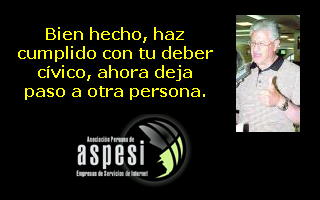 Bien hecho, haz
cumplido con tu deber
cívico, ahora deja
paso a otra persona.
Asociación Peruana de
aspesi
Empresas de Servicios de Internet